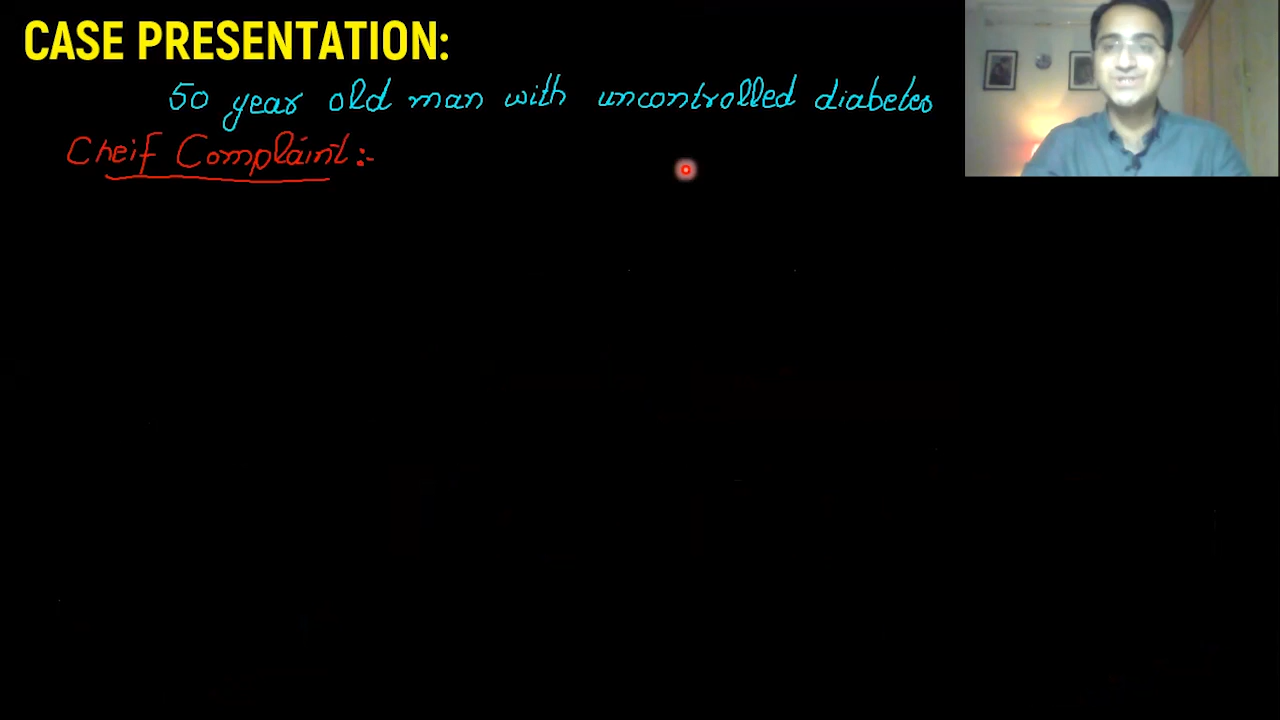 CASE PRESENTATION:
50 year old man with uncontrolled diabetes
Cheif Complaint :-